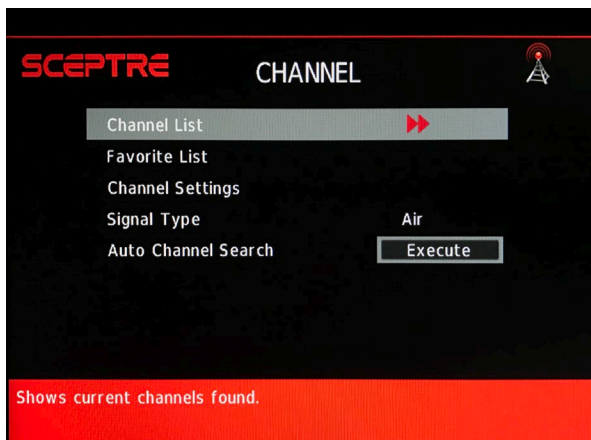 SCEPTRE
CHANNEL
Channel List
Favorite List
Channel Settings
Signal Type Air
Auto Channel Search Execute
Shows current channels found.